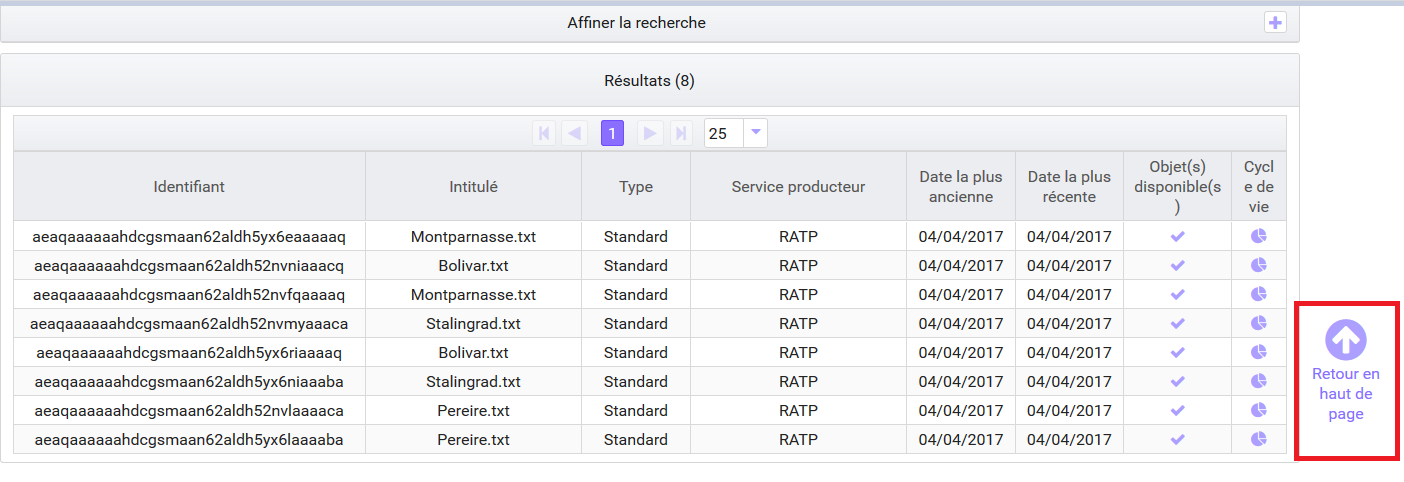 Affiner la recherche
Résultats (8)
1 25
Identifiant Intitulé Type Service producteur Date la plus ancienne Date la plus récente Objet(s) disponible(s) Cycle de vie
aeaqaaaaaahdcgsmaan62aldh5yx6eaaaaaq Montparnasse.txt Standard RATP 04/04/2017 04/04/2017
aeaqaaaaaahdcgsmaan62aldh52nvniaaacq Bolivar.txt Standard RATP 04/04/2017 04/04/2017
aeaqaaaaaahdcgsmaan62aldh52nvfqaaaaq Montparnasse.txt Standard RATP 04/04/2017 04/04/2017
aeaqaaaaaahdcgsmaan62aldh52nvmyaaaca Stalingrad.txt Standard RATP 04/04/2017 04/04/2017
aeaqaaaaaahdcgsmaan62aldh5yx6riaaaaq Bolivar.txt Standard RATP 04/04/2017 04/04/2017
aeaqaaaaaahdcgsmaan62aldh5yx6niaaaba Stalingrad.txt Standard RATP 04/04/2017 04/04/2017
aeaqaaaaaahdcgsmaan62aldh52nvlaaaaca Pereire.txt Standard RATP 04/04/2017 04/04/2017
aeaqaaaaaahdcgsmaan62aldh5yx6laaaaba Pereire.txt Standard RATP 04/04/2017 04/04/2017
Retour en
haut de
page